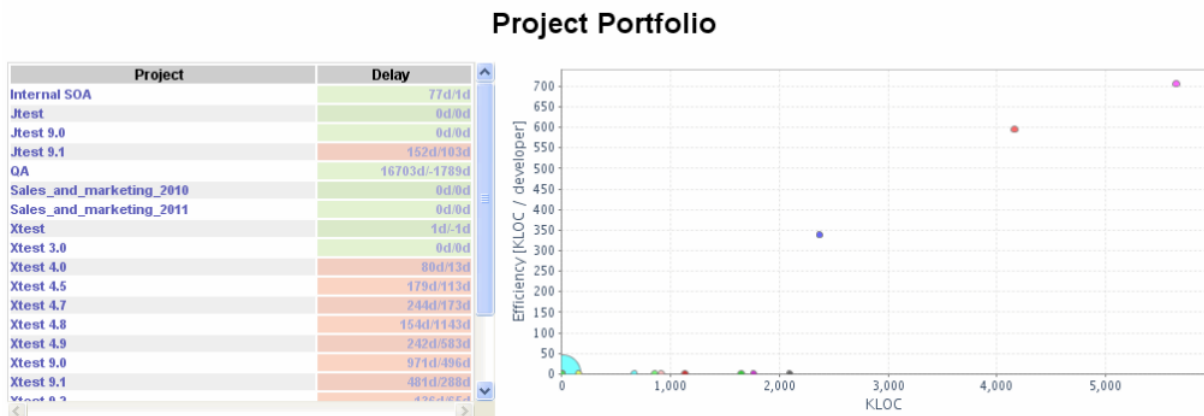 Project Portfolio
Project Delay
Internal SOA 77d/1d
Jtest 0d/0d
Jtest 9.0 0d/0d
Jtest 9.1 152d/103d
QA 16703d/-1789d
Sales_and_marketing_2010 0d/0d
Sales_and_marketing_2011 0d/0d
Xtest 1d/-1d
Xtest 3.0 0d/0d
Xtest 4.0 80d/13d
Xtest 4.5 179d/113d
Xtest 4.7 244d/173d
Xtest 4.8 154d/1143d
Xtest 4.9 242d/583d
Xtest 9.0 971d/496d
Xtest 9.1 481d/288d
Efficiency [KLOC / developer]
700
650
600
550
500
450
400
350
300
250
200
150
100
50
0
0 1,000 2,000 3,000 4,000 5,000
KLOC